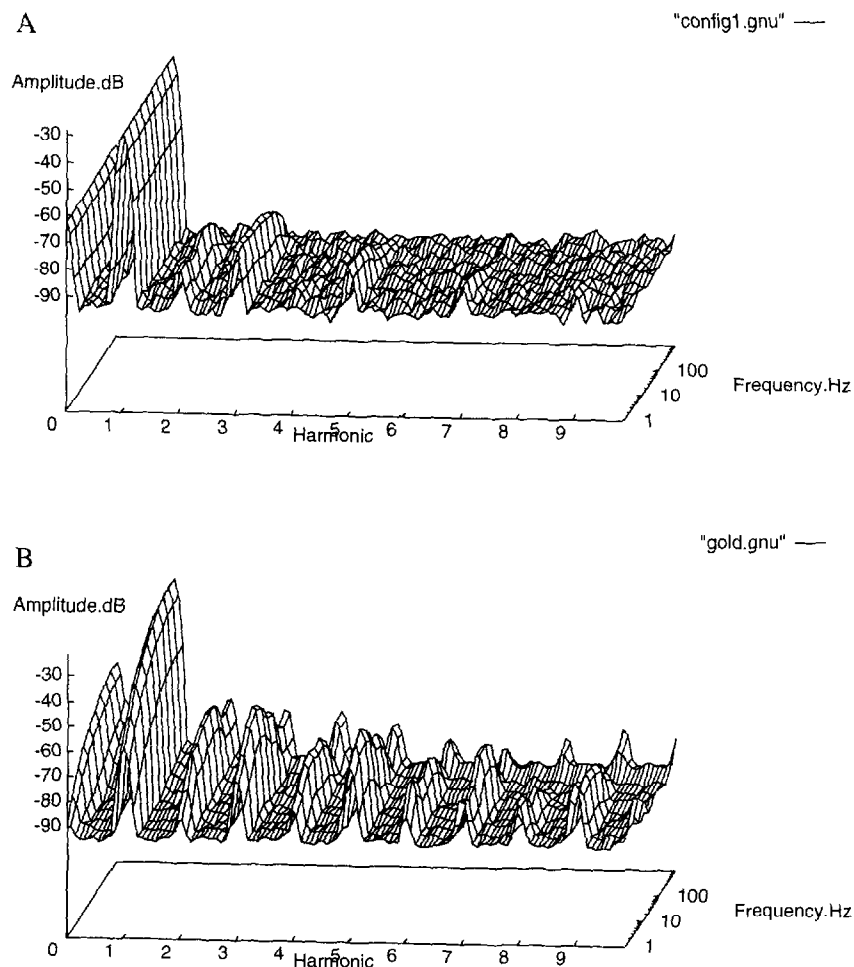 A
"config1.gnu"
Amplitude.dB
-30
-40
-50
-60
-70
-80
-90
0 1 2 3 4 5 6 7 8 9
Harmonic
1 10 100
Frequency.Hz
B
"gold.gnu"
Amplitude.dB
-30
-40
-50
-60
-70
-80
-90
0 1 2 3 4 5 6 7 8 9
Harmonic
1 10 100
Frequency.Hz